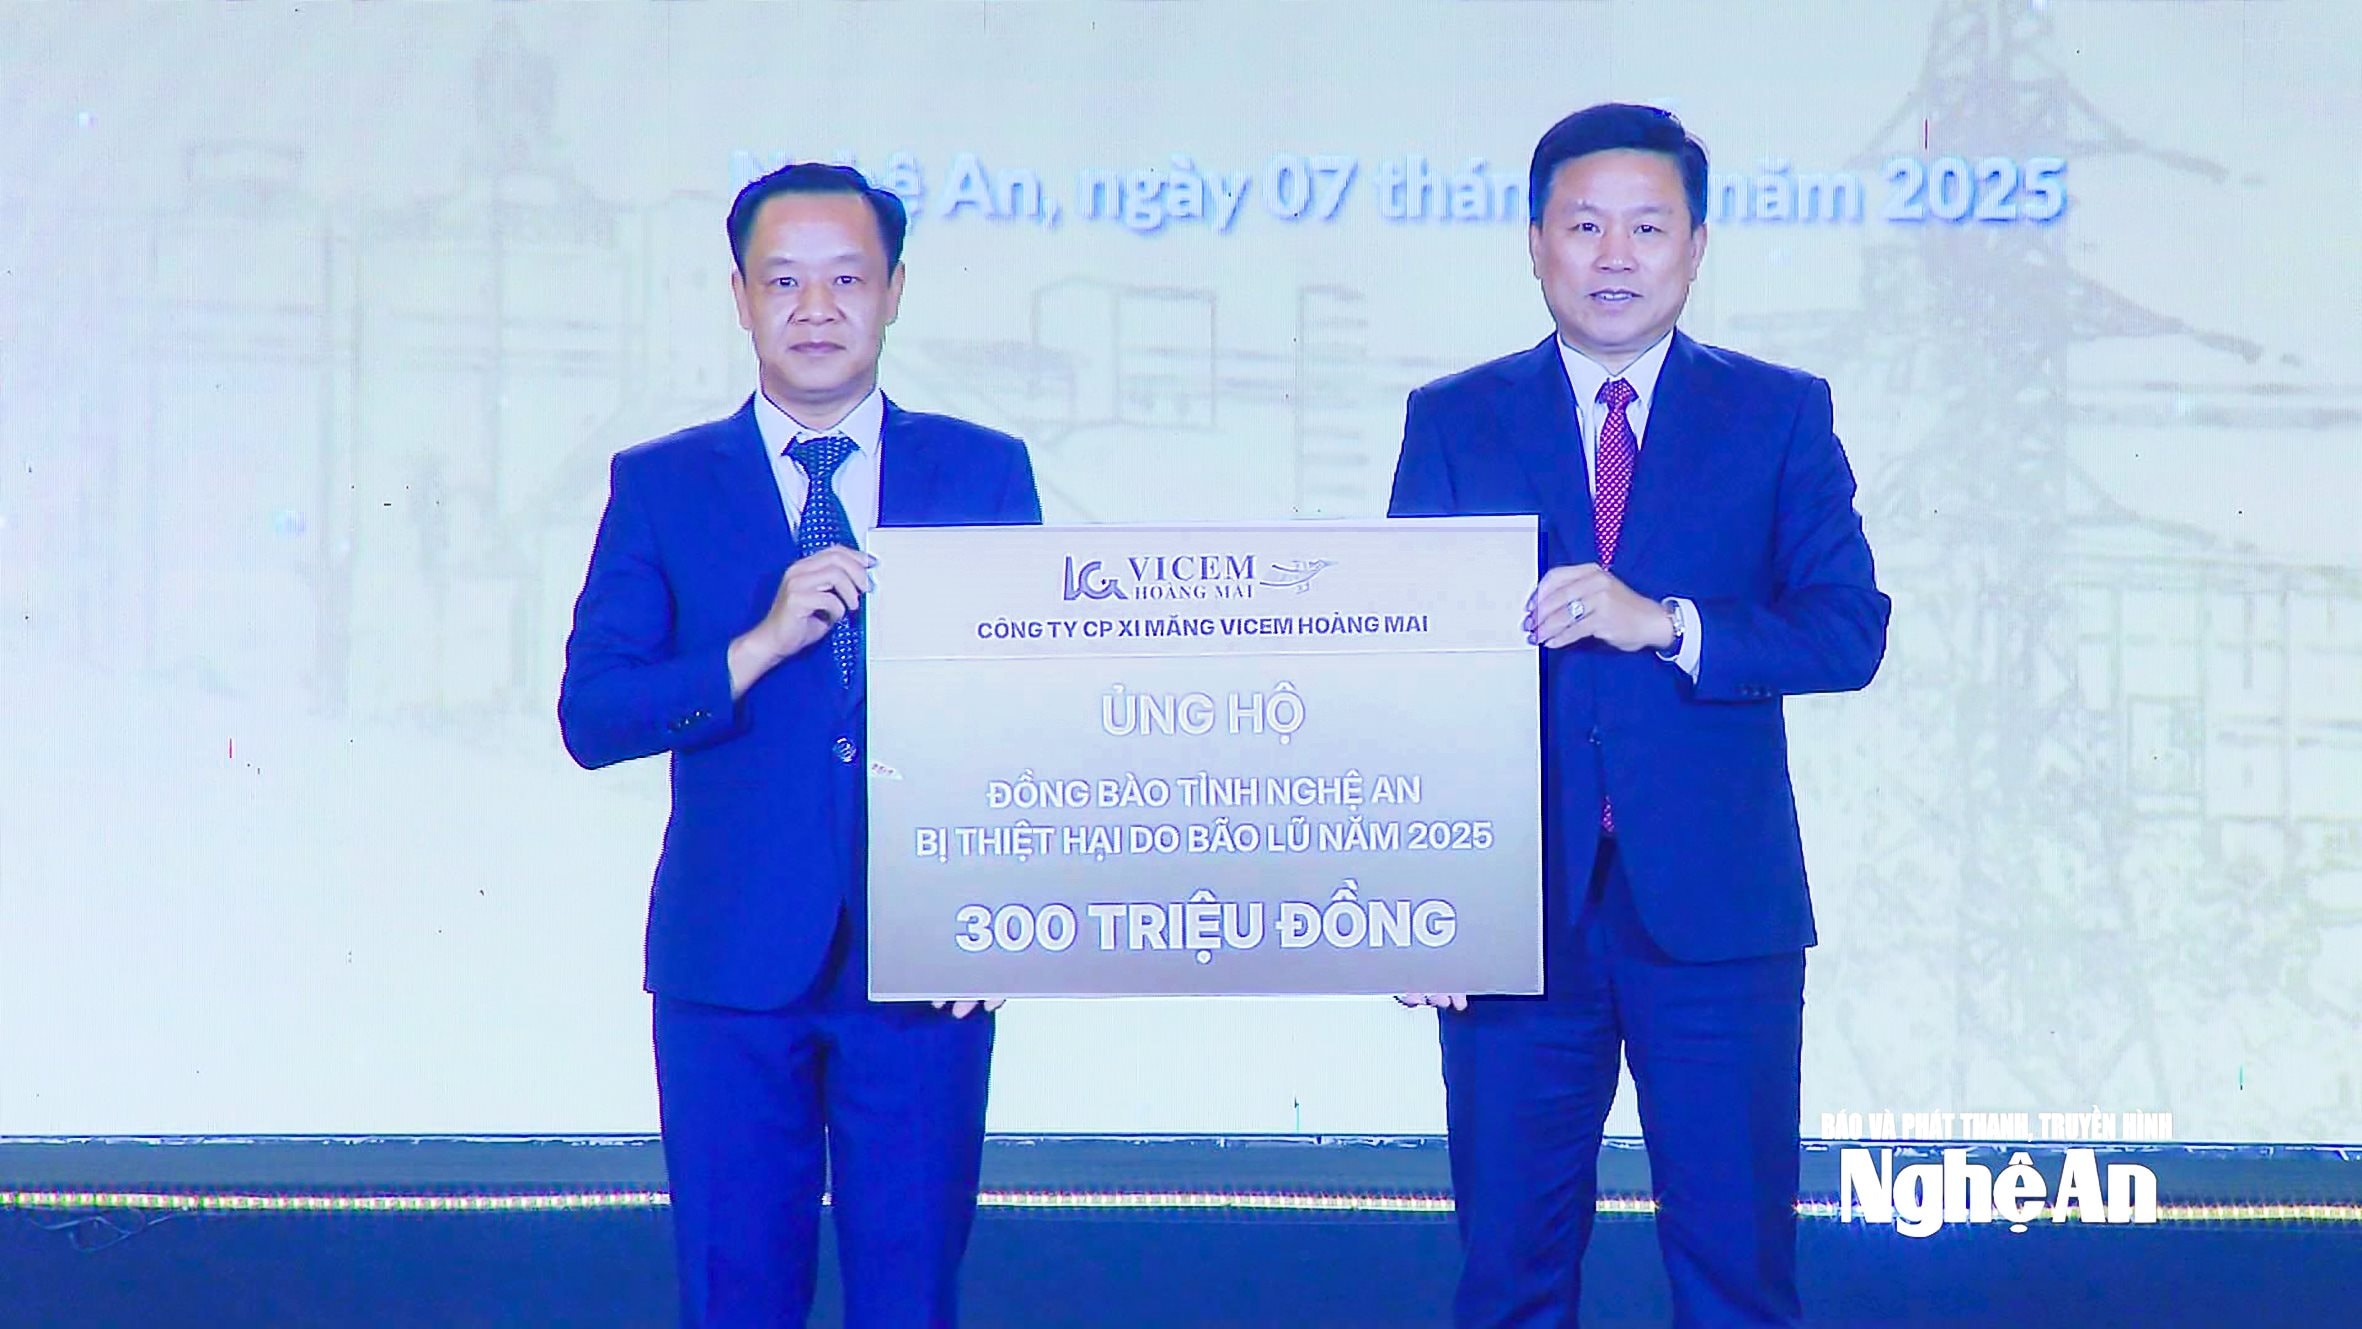 An, ngày 07 năm 2025
VICEM
HOÀNG MAI
CÔNG TY CP XI MĂNG VICEM HOÀNG MAI
ỦNG HỘ
ĐỒNG BÀO TỈNH NGHỆ AN
BỊ THIỆT HẠI DO BÃO LŨ NĂM 2025
300 TRIỆU ĐỒNG
BÁO VÀ PHÁT THANH, TRUYỀN HÌNH
Nghệ An